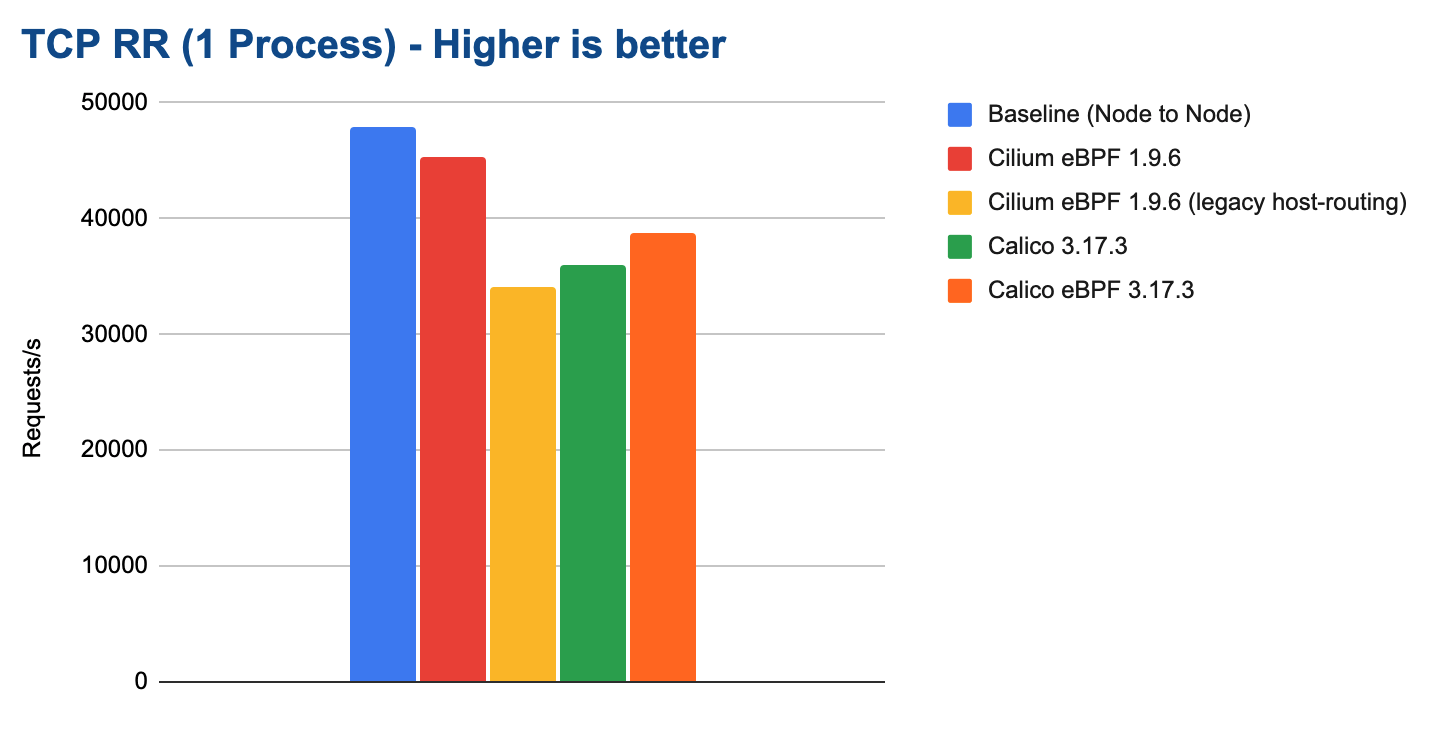 TCP RR (1 Process) - Higher is better
50000
40000
30000
20000
10000
0
Requests/s
Baseline (Node to Node)
Cilium eBPF 1.9.6
Cilium eBPF 1.9.6 (legacy host-routing)
Calico 3.17.3
Calico eBPF 3.17.3